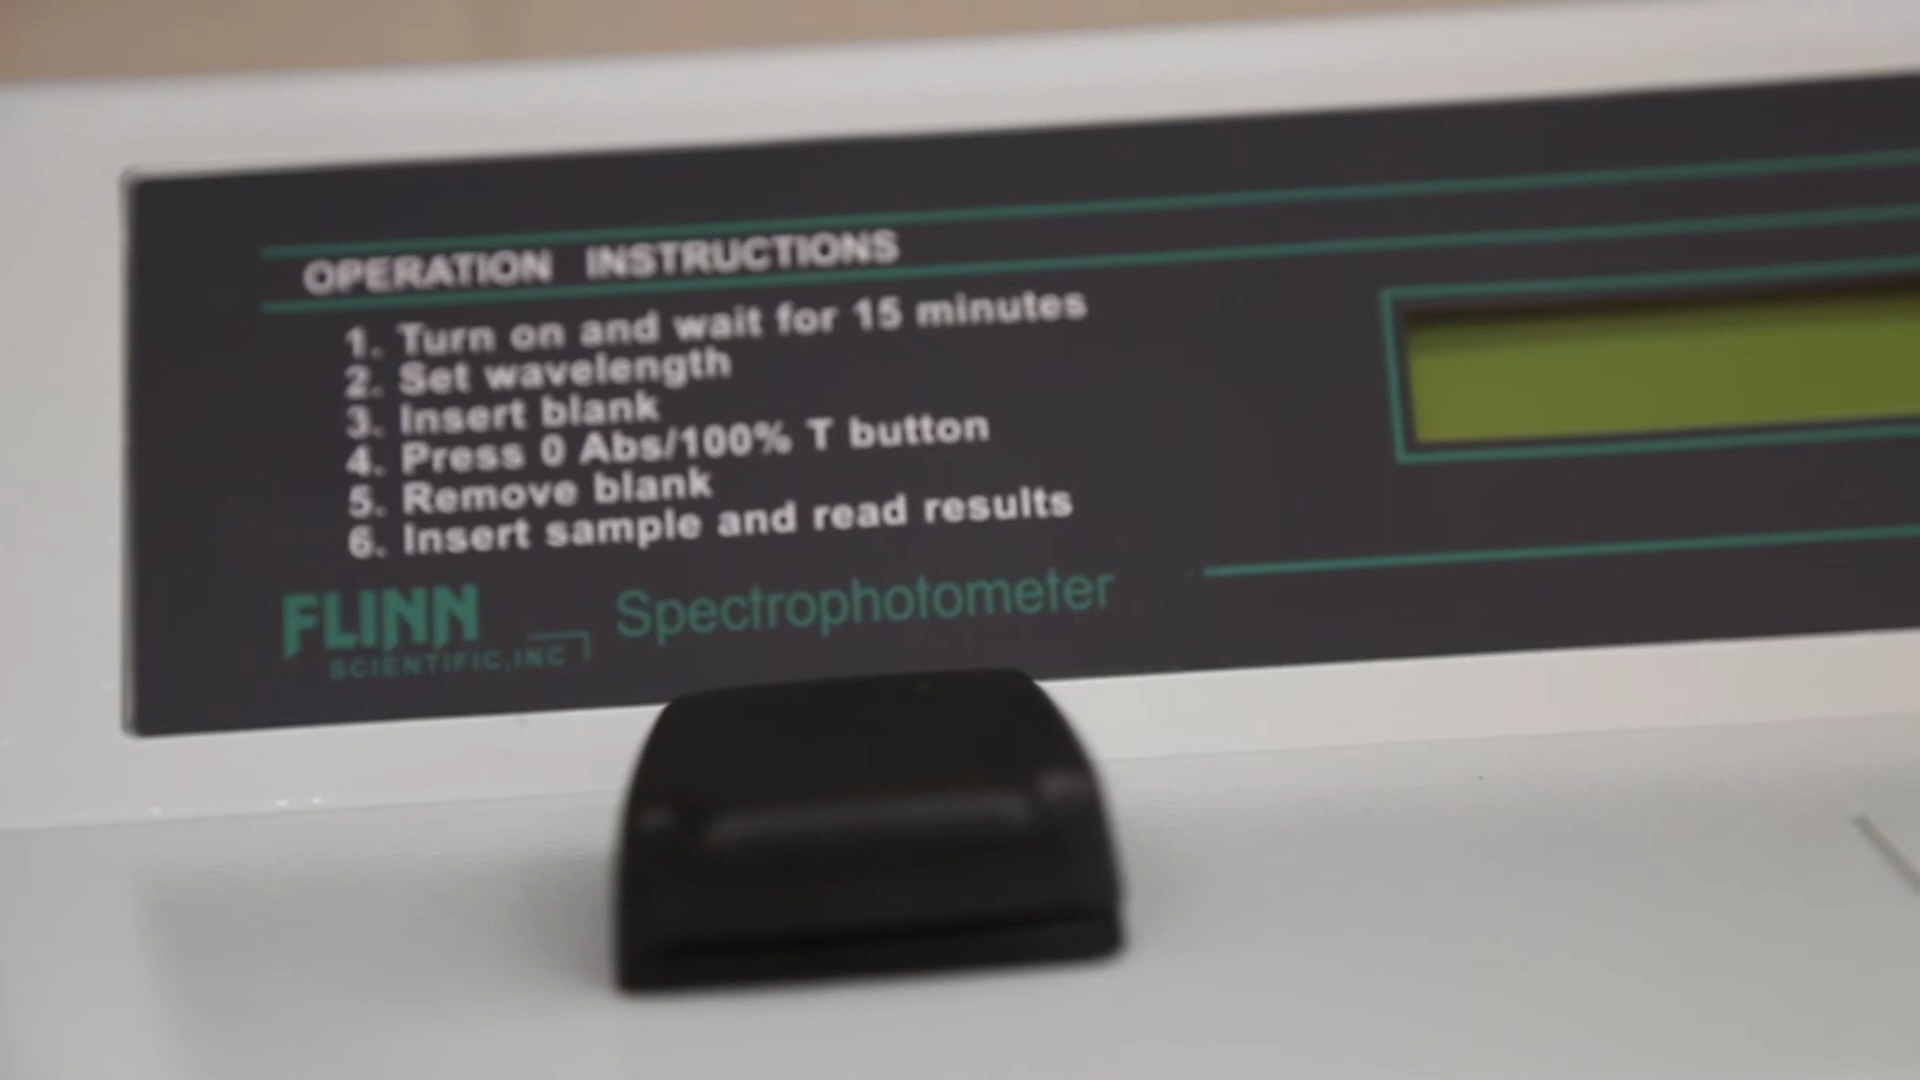 OPERATION INSTRUCTIONS
1. Turn on and wait for 15 minutes
2. Set wavelength
3. Insert blank
4. Press 0 Abs/100% T button
5. Remove blank
6. Insert sample and read results
FLINN
SCIENTIFIC, INC
Spectrophotometer